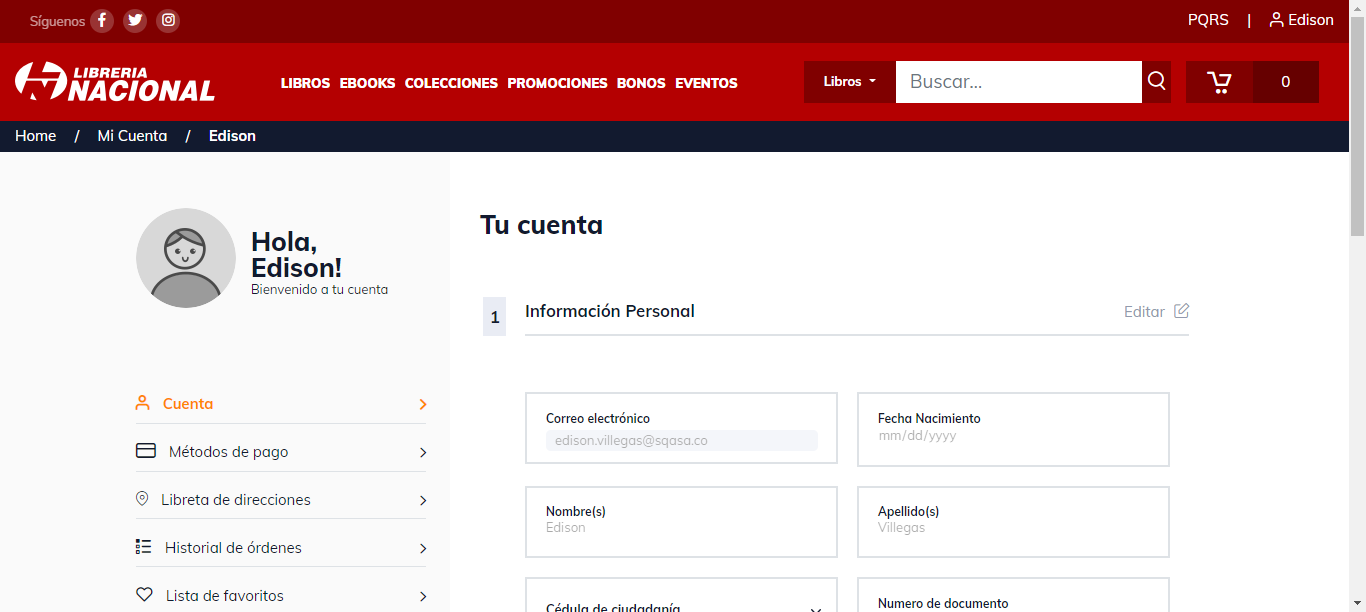 Síguenos
PQRS | Edison
LIBRERIA
NACIONAL
LIBROS EBOOKS COLECCIONES PROMOCIONES BONOS EVENTOS
Libros
Buscar...
0
Home / Mi Cuenta / Edison
Hola,
Edison!
Bienvenido a tu cuenta
Cuenta
Métodos de pago
Libreta de direcciones
Historial de órdenes
Lista de favoritos
Tu cuenta
1 Información Personal Editar
Correo electrónico
edison.villegas@sqasa.co
Fecha Nacimiento
mm/dd/yyyy
Nombre(s)
Edison
Apellido(s)
Villegas
Cédula de ciudadanía
Numero de documento